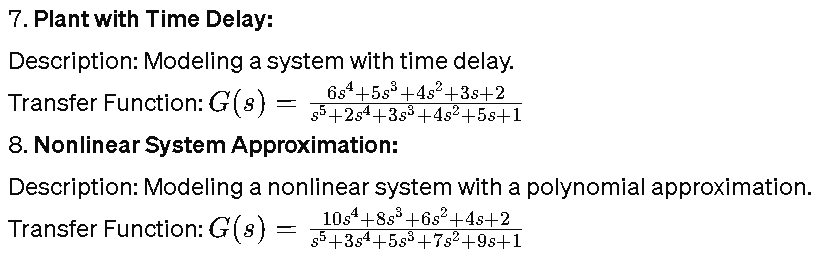 7. Plant with Time Delay:
Description: Modeling a system with time delay.
Transfer Function: G(s) = \frac{6s^4+5s^3+4s^2+3s+2}{s^5+2s^4+3s^3+4s^2+5s+1}
8. Nonlinear System Approximation:
Description: Modeling a nonlinear system with a polynomial approximation.
Transfer Function: G(s) = \frac{10s^4+8s^3+6s^2+4s+2}{s^5+3s^4+5s^3+7s^2+9s+1}